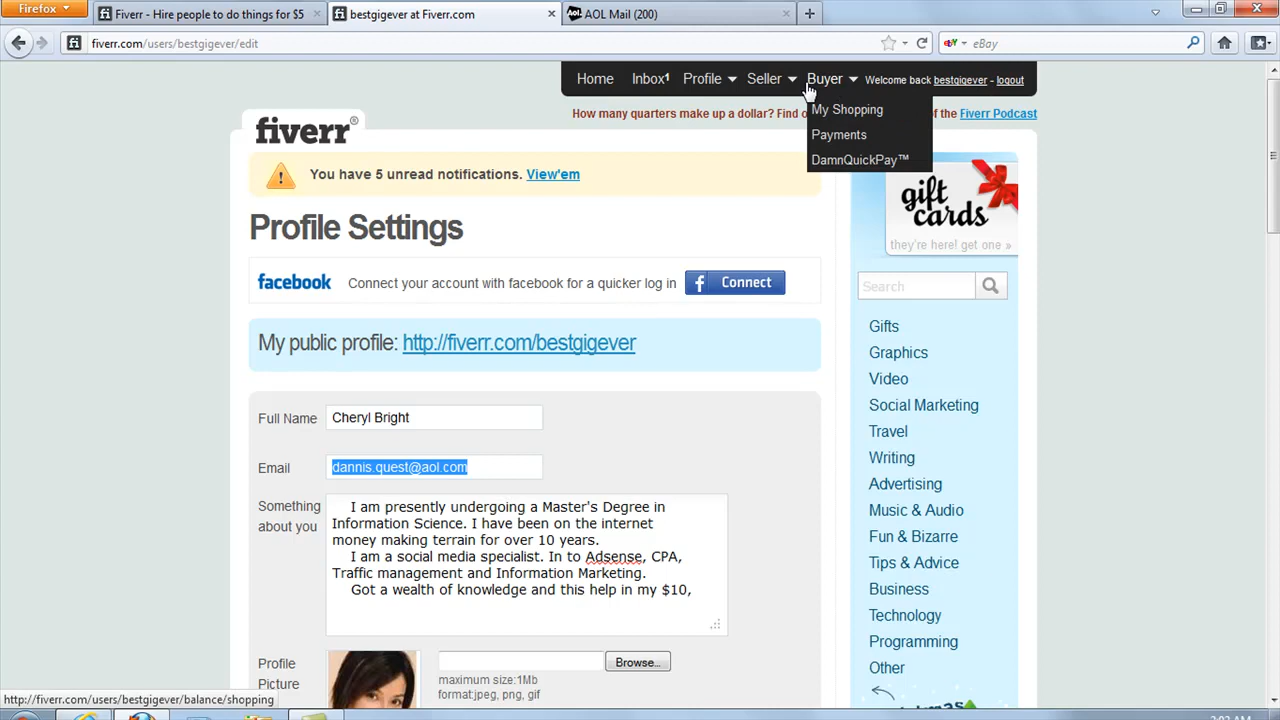 Firefox
Fiverr - Hire people to do things for $5
bestgigever at Fiverr.com
AOL Mail (200)
fiverr.com/users/bestgigever/edit
eBay
Home Inbox1 Profile Seller Buyer Welcome back bestgigever - logout
My Shopping
Payments
DamnQuickPay™
How many quarters make up a dollar? Find o of the Fiverr Podcast
fiverr®
You have 5 unread notifications. View'em
gift cards
they're here! get one »
Profile Settings
facebook Connect your account with facebook for a quicker log in Connect
Search
My public profile: http://fiverr.com/bestgigever
Gifts
Graphics
Video
Social Marketing
Travel
Writing
Advertising
Music & Audio
Fun & Bizarre
Tips & Advice
Business
Technology
Programming
Other
Full Name Cheryl Bright
Email dannis.quest@aol.com
Something about you
I am presently undergoing a Master's Degree in
Information Science. I have been on the internet
money making terrain for over 10 years.
I am a social media specialist. In to Adsense, CPA,
Traffic management and Information Marketing.
Got a wealth of knowledge and this help in my $10,
Profile
Picture
Browse...
maximum size:1Mb
format:jpeg, png, gif
http://fiverr.com/users/bestgigever/balance/shopping